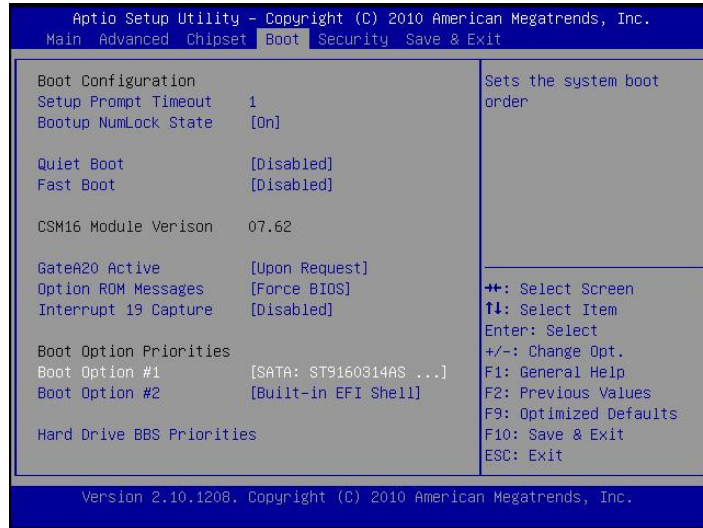 Aptio Setup Utility – Copyright (C) 2010 American Megatrends, Inc.
Main Advanced Chipset Boot Security Save & Exit
Boot Configuration
Setup Prompt Timeout 1
Bootup NumLock State [On]
Quiet Boot [Disabled]
Fast Boot [Disabled]
CSM16 Module Verison 07.62
GateA20 Active [Upon Request]
Option ROM Messages [Force BIOS]
Interrupt 19 Capture [Disabled]
Boot Option Priorities
Boot Option #1 [SATA: ST9160314AS ...]
Boot Option #2 [Built-in EFI Shell]
Hard Drive BBS Priorities
Sets the system boot
order
→←: Select Screen
↑↓: Select Item
Enter: Select
+/-: Change Opt.
F1: General Help
F2: Previous Values
F9: Optimized Defaults
F10: Save & Exit
ESC: Exit
Version 2.10.1208. Copyright (C) 2010 American Megatrends, Inc.